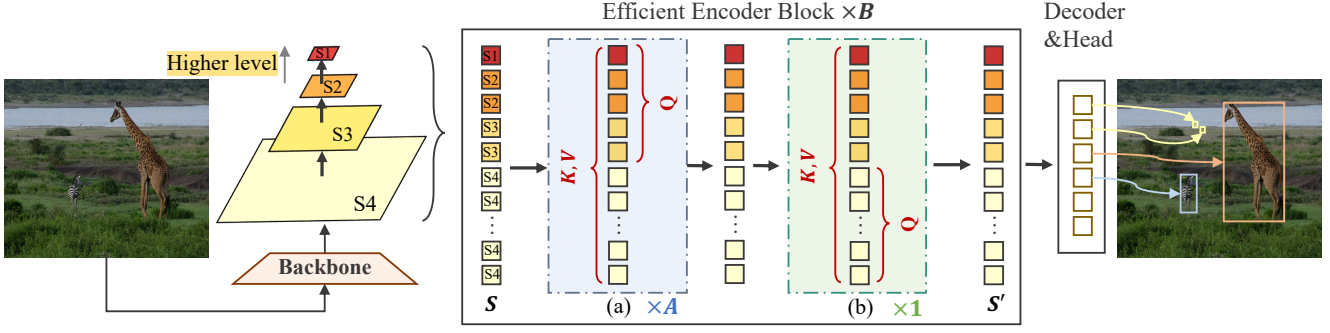 Efficient Encoder Block ×B
Decoder
&Head
Higher level
S1
S2
S3
S4
Backbone
S1
S2
S2
S3
S3
S4
S4
S4
S4
S
K, V
Q
(a)
×A
K, V
Q
(b)
×1
S′